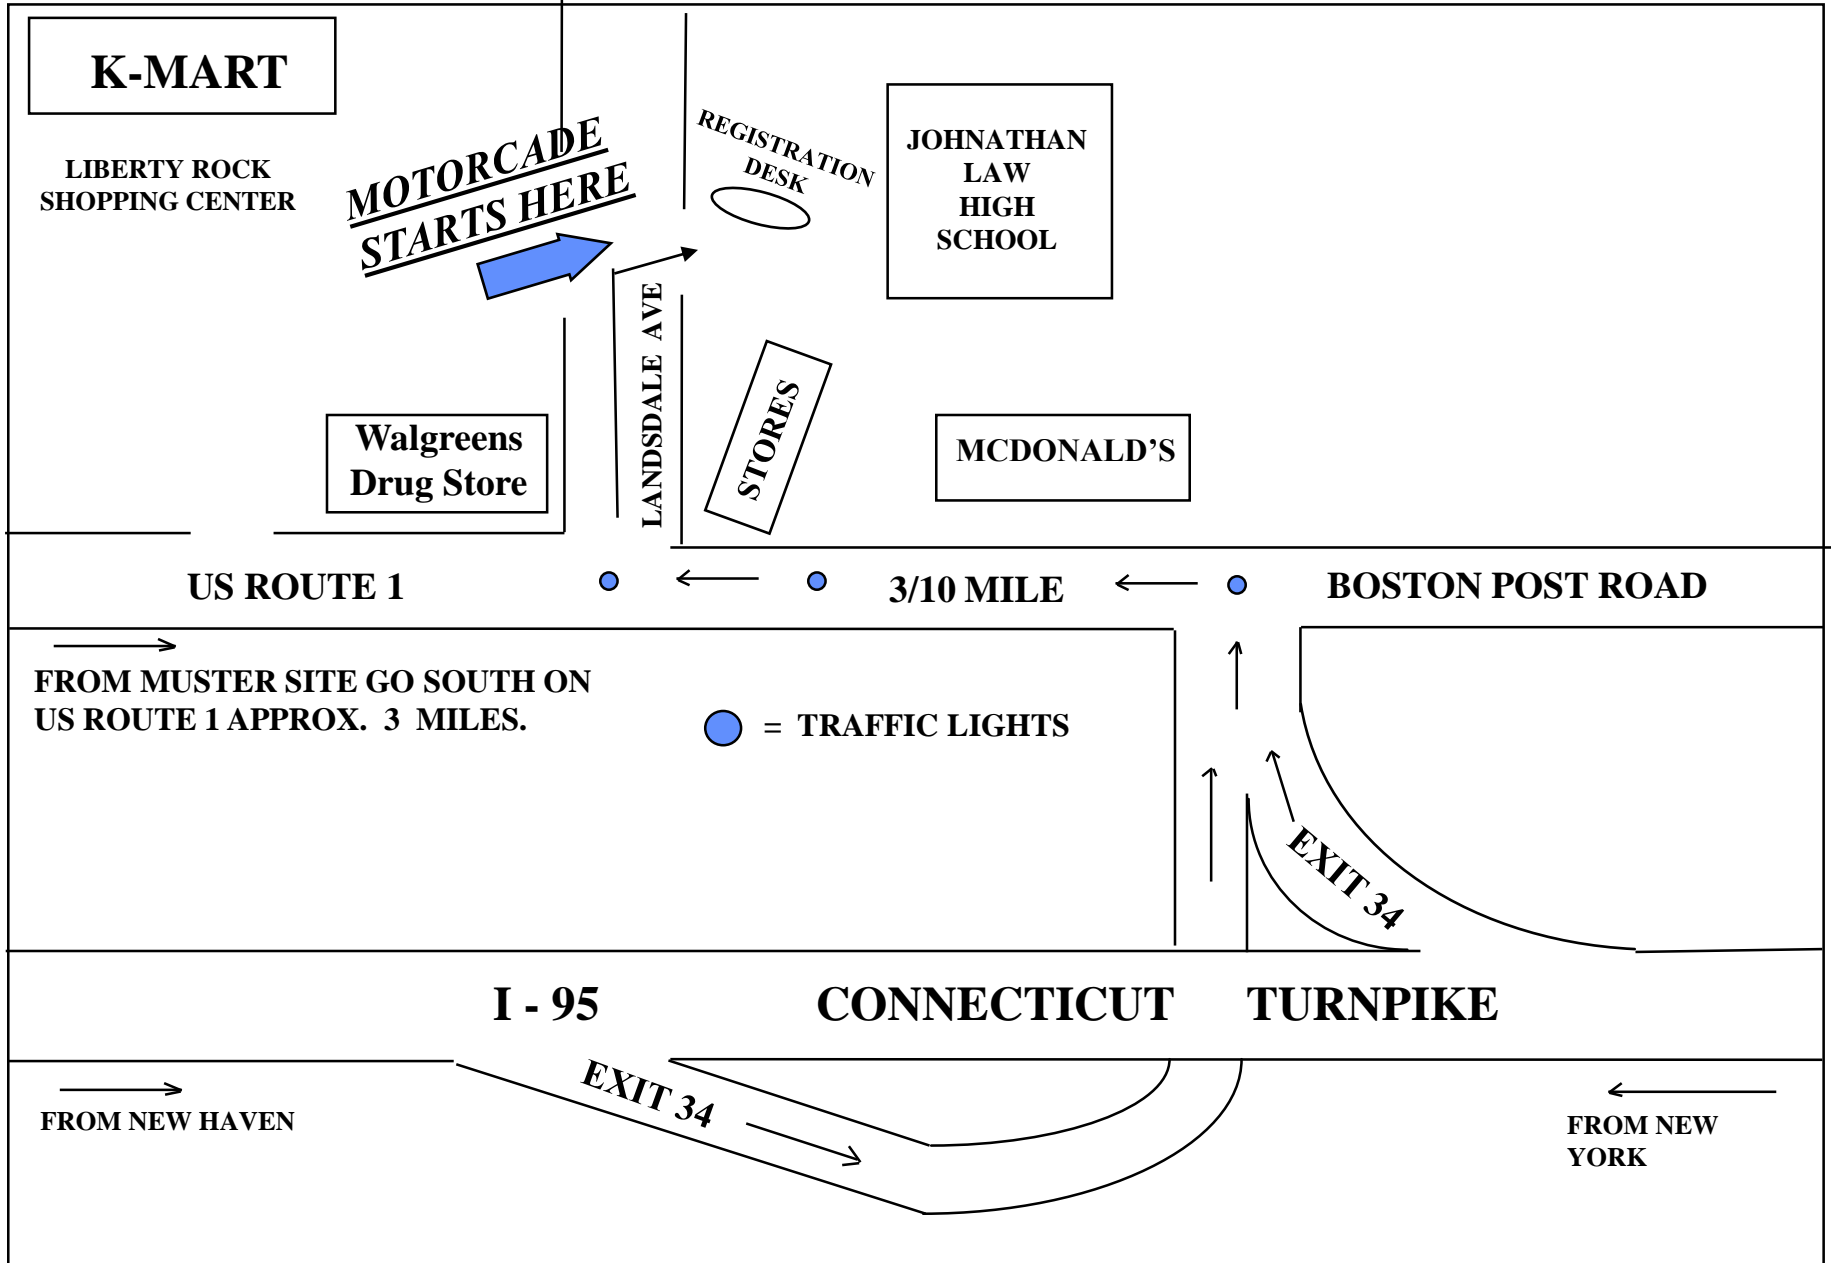 K-MART
LIBERTY ROCK
SHOPPING CENTER
MOTORCADE
STARTS HERE
REGISTRATION
DESK
JOHNATHAN
LAW
HIGH
SCHOOL
LANDSDALE AVE
STORES
Walgreens
Drug Store
MCDONALD'S
US ROUTE 1
3/10 MILE
BOSTON POST ROAD
FROM MUSTER SITE GO SOUTH ON
US ROUTE 1 APPROX. 3 MILES.
= TRAFFIC LIGHTS
EXIT 34
I - 95
CONNECTICUT TURNPIKE
EXIT 34
FROM NEW HAVEN
FROM NEW
YORK